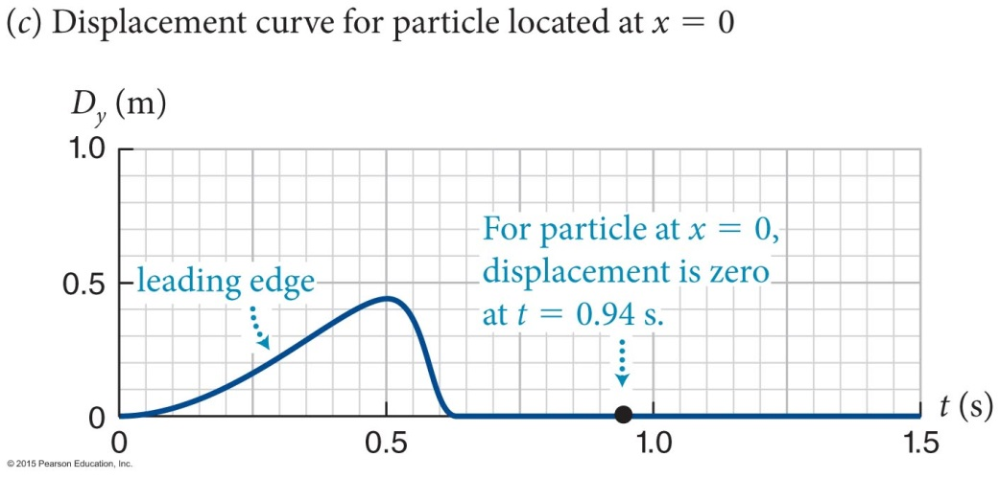 (c) Displacement curve for particle located at x = 0
D_y (m)
1.0
For particle at x = 0,
leading edge
0.5
displacement is zero
at t = 0.94 s.
0
t (s)
0
0.5
1.0
1.5
© 2015 Pearson Education, Inc.